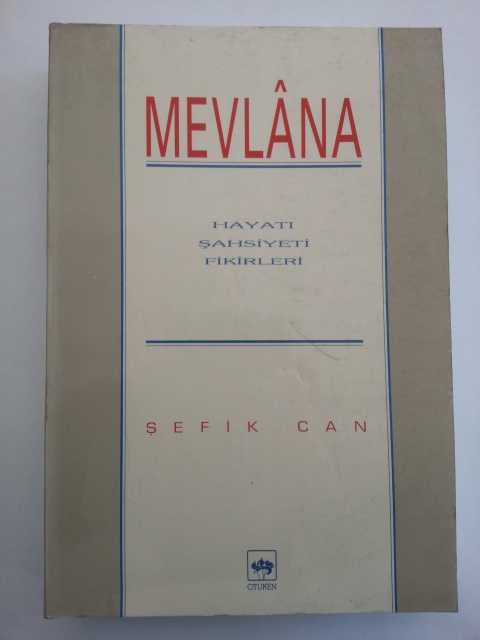 MEVLÂNA
HAYATI
ŞAHSİYETİ
FİKİRLERİ
ŞEFİK CAN
ÖTÜKEN